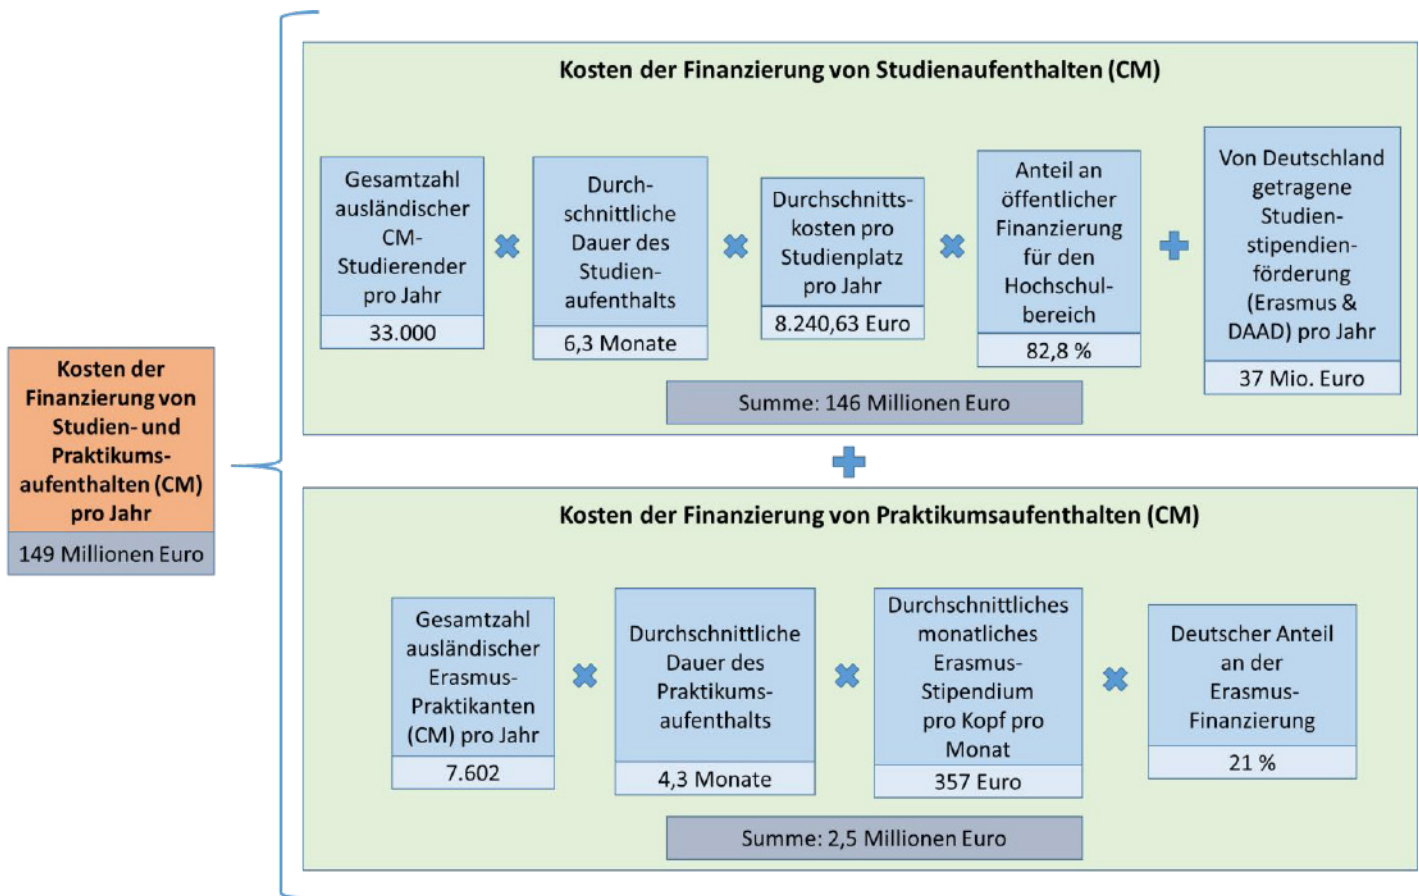 Kosten der Finanzierung von Studienaufenthalten (CM)
Gesamtzahl
ausländischer
CM-
Studierender
pro Jahr
33.000
Durch-
schnittliche
Dauer des
Studien-
aufenthalts
6,3 Monate
Durchschnitts-
kosten pro
Studienplatz
pro Jahr
8.240,63 Euro
Anteil an
öffentlicher
Finanzierung
für den
Hochschul-
bereich
82,8 %
Von Deutschland
getragene
Studien-
stipendien-
förderung
(Erasmus &
DAAD) pro Jahr
37 Mio. Euro
Summe: 146 Millionen Euro
Kosten der
Finanzierung von
Studien- und
Praktikums-
aufenthalten (CM)
pro Jahr
149 Millionen Euro
Kosten der Finanzierung von Praktikumsaufenthalten (CM)
Gesamtzahl
ausländischer
Erasmus-
Praktikanten
(CM) pro Jahr
7.602
Durchschnittliche
Dauer des
Praktikums-
aufenthalts
4,3 Monate
Durchschnittliches
monatliches
Erasmus-
Stipendium
pro Kopf pro
Monat
357 Euro
Deutscher Anteil
an der
Erasmus-
Finanzierung
21 %
Summe: 2,5 Millionen Euro